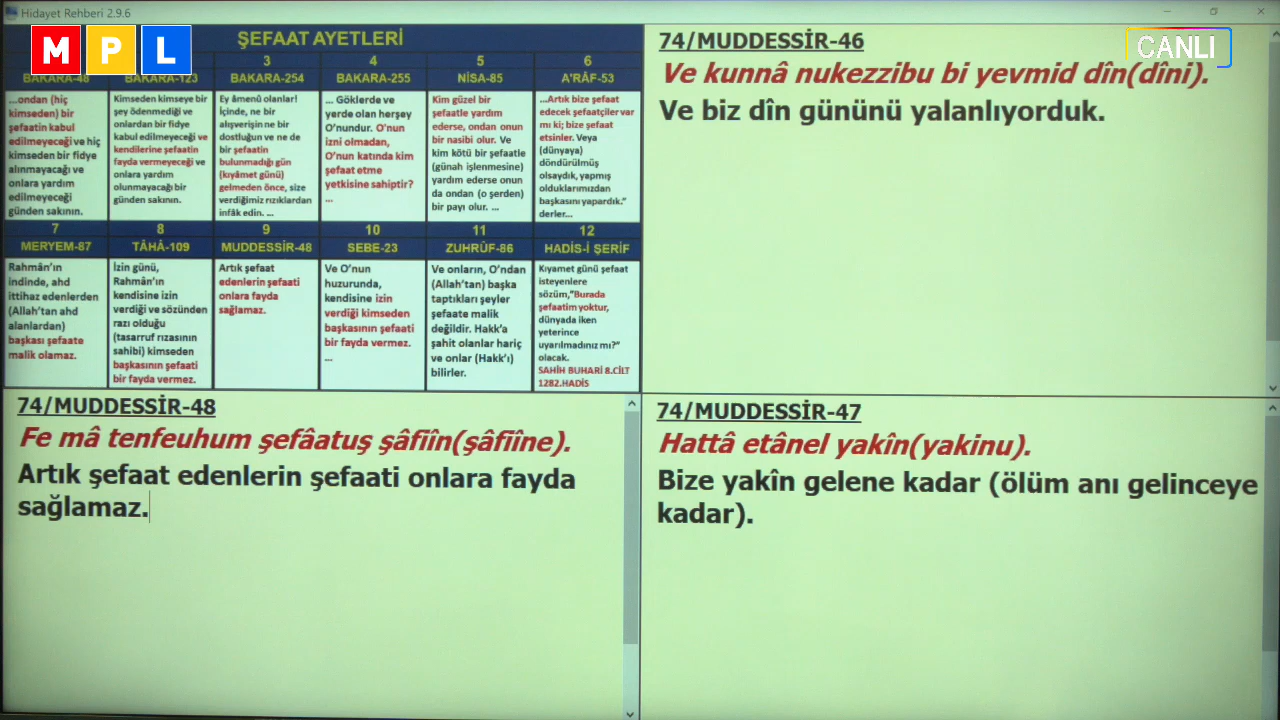 Hidayet Rehberi 2.9.6
MPL
CANLI
ŞEFAAT AYETLERİ
3
4
5
6
BAKARA-48
BAKARA-123
BAKARA-254
BAKARA-255
NİSA-85
A'RÂF-53
...ondan (hiç
kimseden) bir
şefaatin kabul
edilmeyeceği ve hiç
kimseden bir fidye
alınmayacağı ve
onlara yardım
edilmeyeceği
günden sakının.
Kimseden kimseye bir
şey ödenmediği ve
onlardan bir fidye
kabul edilmeyeceği ve
kendilerine şefaatin
fayda vermeyeceği ve
onlara yardım
olunmayacağı bir
günden sakının.
Ey âmenû olanlar!
İçinde, ne bir
alışverişin ne bir
dostluğun ve ne de
bir şefaatin
bulunmadığı gün
(kıyâmet günü)
gelmeden önce, size
verdiğimiz rızıklardan
infâk edin. ...
... Göklerde ve
yerde olan herşey
O'nundur. O'nun
izni olmadan,
O'nun katında kim
şefaat etme
yetkisine sahiptir?
...
Kim güzel bir
şefaatle yardım
ederse, ondan onun
bir nasibi olur. Ve
kim kötü bir şefaatle
(günah işlenmesine)
yardım ederse onun
da ondan (o şerden)
bir payı olur. ...
...Artık bize şefaat
edecek şefaatçiler var
mı ki; bize şefaat
etsinler. Veya
(dünyaya)
döndürülmüş
olsaydık, yapmış
olduklarımızdan
başkasını yapardık."
derler...
7
8
9
10
11
12
MERYEM-87
TÂHÂ-109
MUDDESSİR-48
SEBE-23
ZUHRÛF-86
HADİS-İ ŞERİF
Rahmân'ın
indinde, ahd
ittihaz edenlerden
(Allah'tan ahd
alanlardan)
başkası şefaate
malik olamaz.
İzin günü,
Rahmân'ın
kendisine izin
verdiği ve sözünden
razı olduğu
(tasarruf rızasının
sahibi) kimseden
başkasının şefaati
bir fayda vermez.
Artık şefaat
edenlerin şefaati
onlara fayda
sağlamaz.
Ve O'nun
huzurunda,
kendisine izin
verdiği kimseden
başkasının şefaati
bir fayda vermez.
...
Ve onların, O'ndan
(Allah'tan) başka
taptıkları şeyler
şefaate malik
değildir. Hakk'a
şahit olanlar hariç
ve onlar (Hakk'ı)
bilirler.
Kıyamet günü şefaat
isteyenlere
sözüm,"Burada
şefaatim yoktur,
dünyada iken
yeterince
uyarılmadınız mı?"
olacak.
SAHİH BUHARİ 8.CİLT
1282.HADİS
74/MUDDESSİR-46
Ve kunnâ nukezzibu bi yevmid dîn(dîni).
Ve biz dîn gününü yalanlıyorduk.
74/MUDDESSİR-48
Fe mâ tenfeuhum şefâatuş şâfiîn(şâfiîne).
Artık şefaat edenlerin şefaati onlara fayda
sağlamaz.
74/MUDDESSİR-47
Hattâ etânel yakîn(yakinu).
Bize yakîn gelene kadar (ölüm anı gelinceye
kadar).